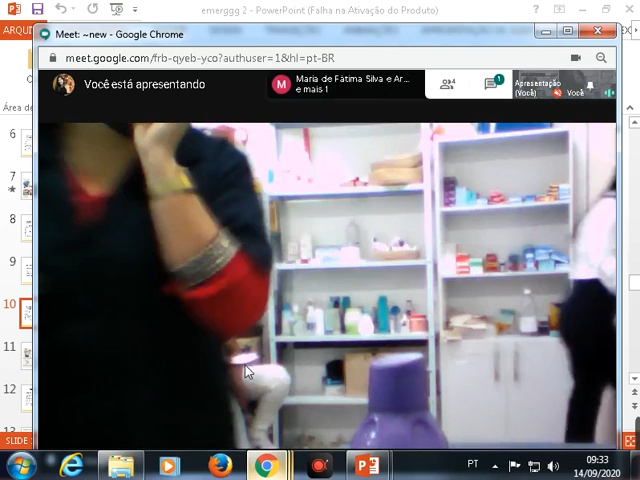 emerggg 2 - PowerPoint (Falha na Ativação do Produto)
ARQUI
Meet: ~new - Google Chrome
meet.google.com/frb-qyeb-yco?authuser=1&hl=pt-BR
Você está apresentando
M
Maria de Fátima Silva e Ar...
e mais 1
4
1
Apresentação
(Você)
Você
Área de
6
7
8
9
10
11
12
13
SLIDE
PT
09:33
14/09/2020